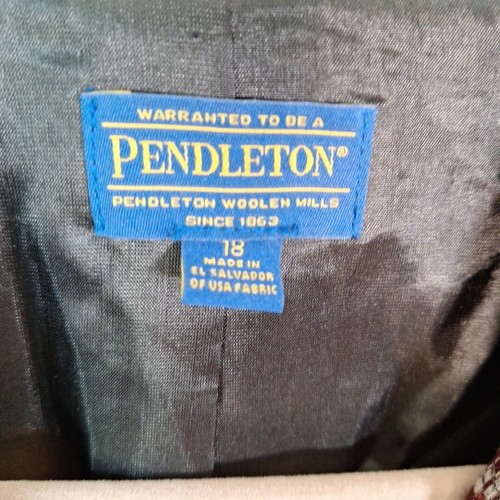 WARRANTED TO BE A
PENDLETON®
PENDLETON WOOLEN MILLS
SINCE 1863
18
MADE IN
EL SALVADOR
OF USA FABRIC